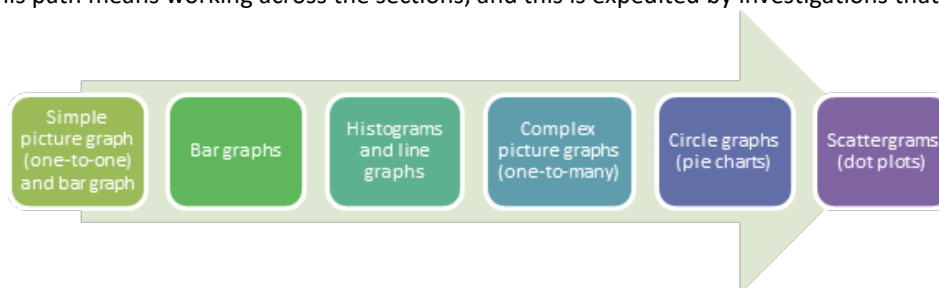 his path means working across the sections, and this is expedited by investigations that
Simple
picture graph
(one-to-one)
and bar graph
Bar graphs
Histograms
and line
graphs
Complex
picture graphs
(one-to-many)
Circle graphs
(pie charts)
Scattergrams
(dot plots)